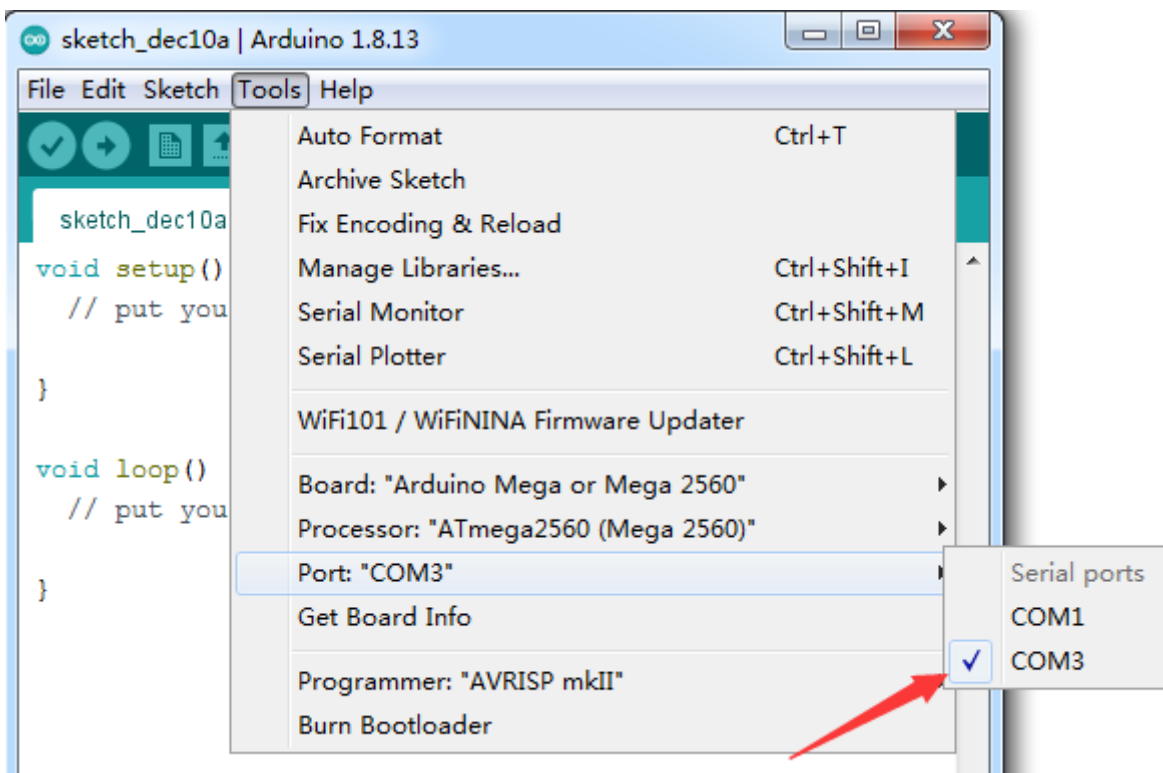 sketch_dec10a | Arduino 1.8.13
File Edit Sketch Tools Help
Auto Format Ctrl+T
Archive Sketch
sketch_dec10a
Fix Encoding & Reload
void setup()
Manage Libraries... Ctrl+Shift+I
// put you
Serial Monitor Ctrl+Shift+M
Serial Plotter Ctrl+Shift+L
}
WiFi101 / WiFiNINA Firmware Updater
void loop()
Board: "Arduino Mega or Mega 2560"
// put you
Processor: "ATmega2560 (Mega 2560)"
Port: "COM3" Serial ports
}
Get Board Info COM1
COM3
Programmer: "AVRISP mkII"
Burn Bootloader